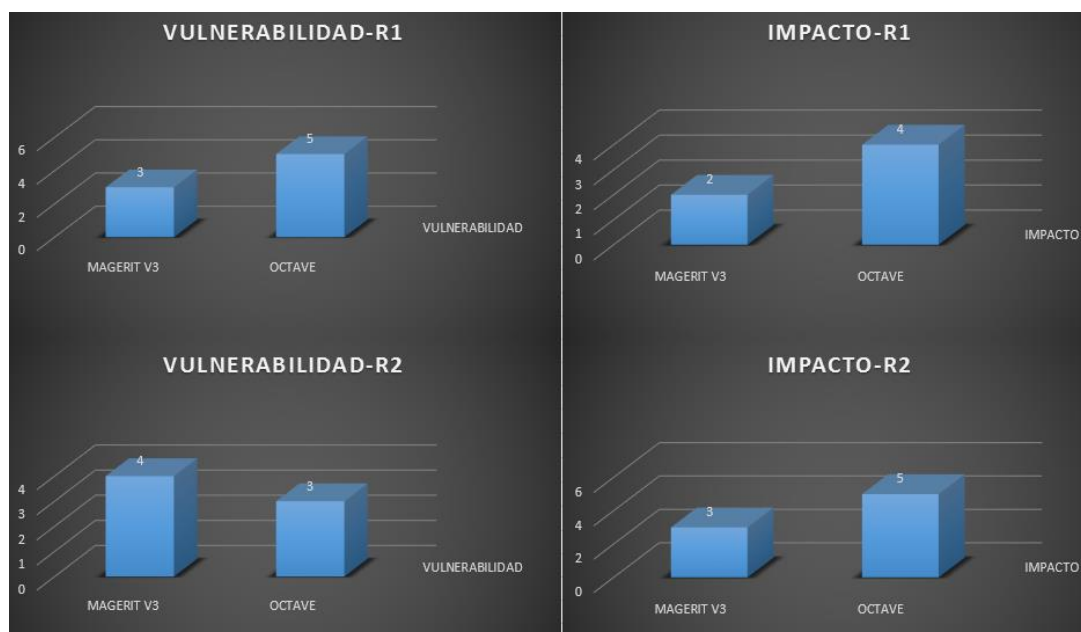 VULNERABILIDAD-R1
6
4
2
0
3
5
MAGERIT V3
OCTAVE
VULNERABILIDAD
IMPACTO-R1
4
3
2
1
0
2
4
MAGERIT V3
OCTAVE
IMPACTO
VULNERABILIDAD-R2
4
3
2
1
0
4
3
MAGERIT V3
OCTAVE
VULNERABILIDAD
IMPACTO-R2
6
4
2
0
3
5
MAGERIT V3
OCTAVE
IMPACTO